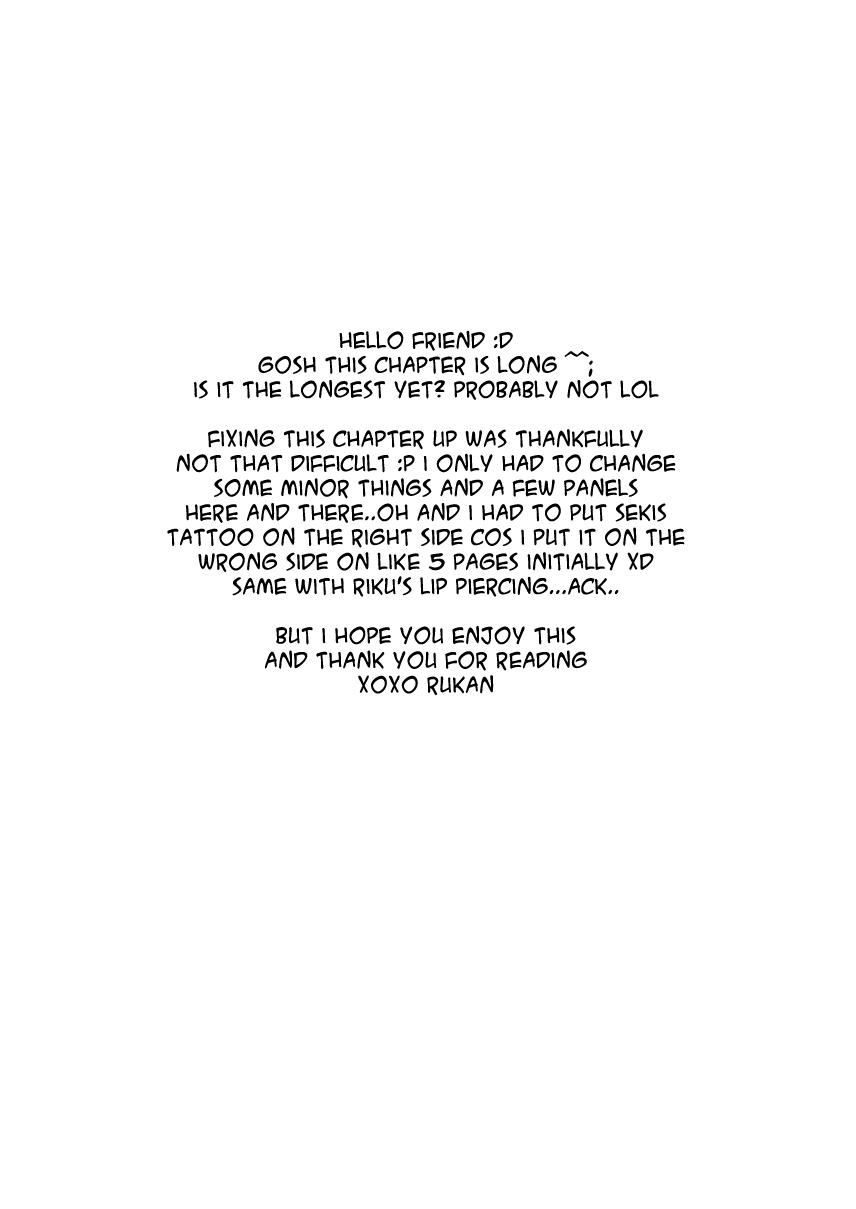 HELLO FRIEND :D
GOSH THIS CHAPTER IS LONG ^^;
IS IT THE LONGEST YET? PROBABLY NOT LOL
FIXING THIS CHAPTER UP WAS THANKFULLY
NOT THAT DIFFICULT :P I ONLY HAD TO CHANGE
SOME MINOR THINGS AND A FEW PANELS
HERE AND THERE..OH AND I HAD TO PUT SEKIS
TATTOO ON THE RIGHT SIDE COS I PUT IT ON THE
WRONG SIDE ON LIKE 5 PAGES INITIALLY XD
SAME WITH RIKU'S LIP PIERCING...ACK..
BUT I HOPE YOU ENJOY THIS
AND THANK YOU FOR READING
XOXO RUKAN